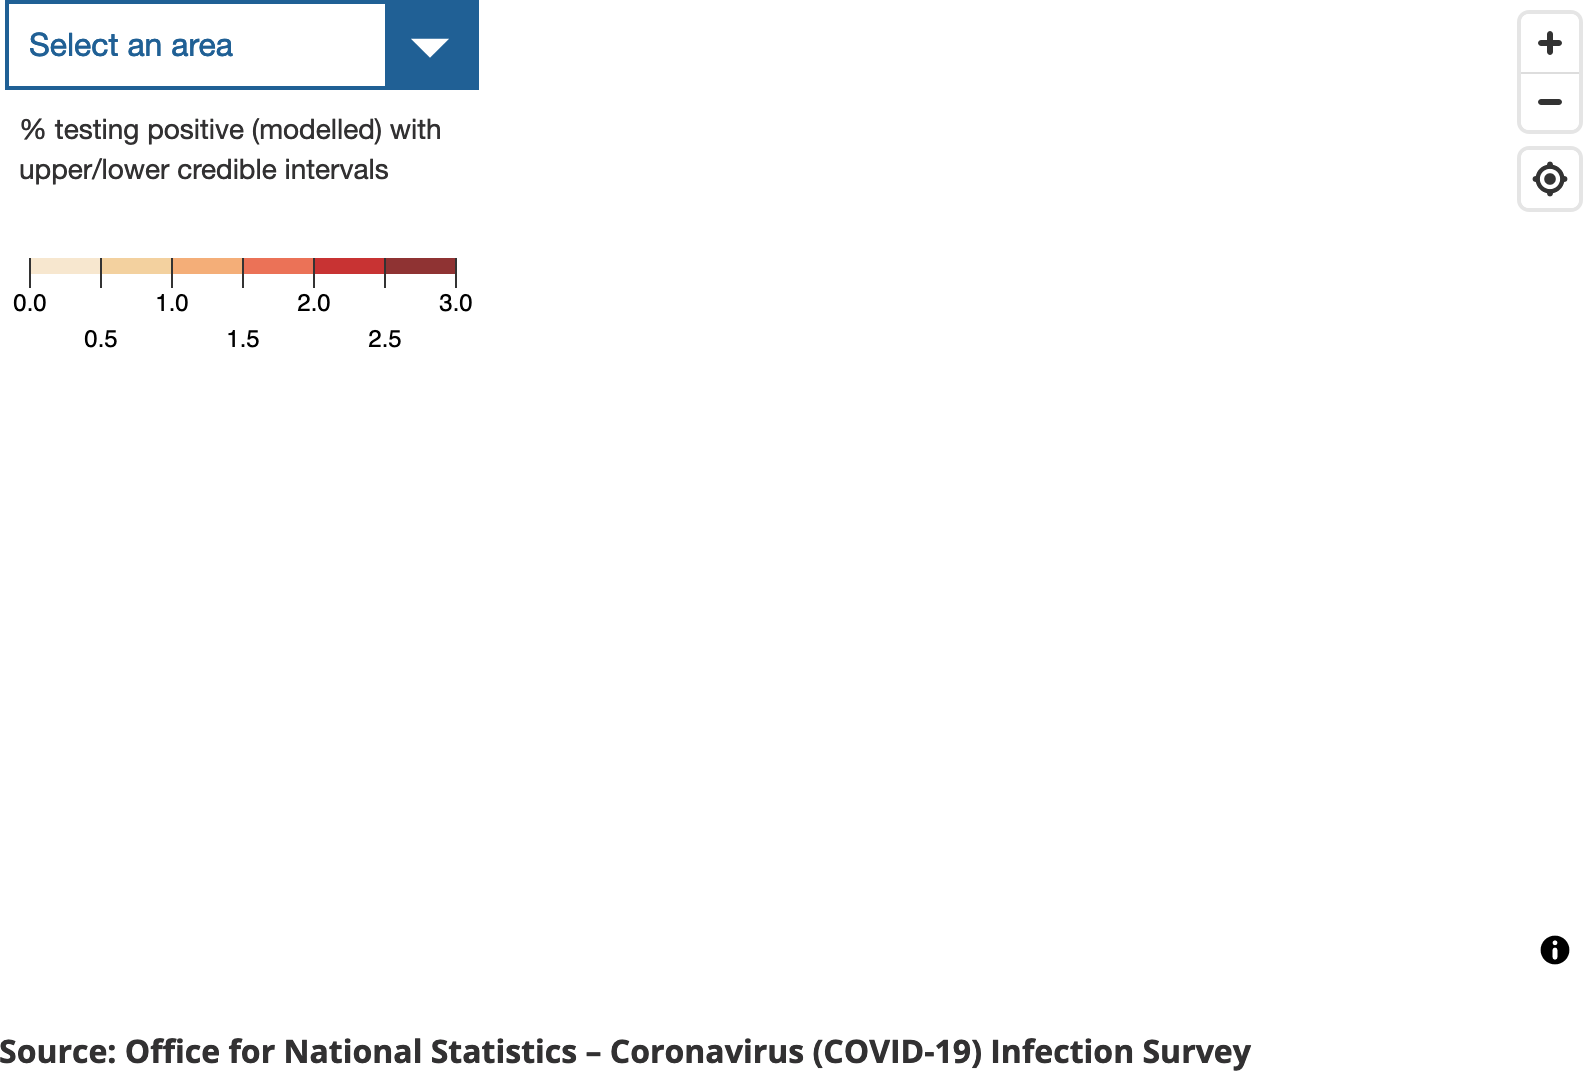 Select an area
% testing positive (modelled) with
upper/lower credible intervals
0.0 1.0 2.0 3.0
0.5 1.5 2.5
Source: Office for National Statistics – Coronavirus (COVID-19) Infection Survey